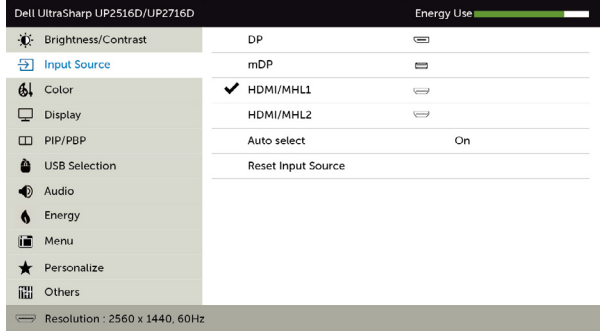 Dell UltraSharp UP2516D/UP2716D Energy Use
Brightness/Contrast DP
Input Source mDP
Color HDMI/MHL1
Display HDMI/MHL2
PIP/PBP Auto select On
USB Selection Reset Input Source
Audio
Energy
Menu
Personalize
Others
Resolution : 2560 x 1440, 60Hz